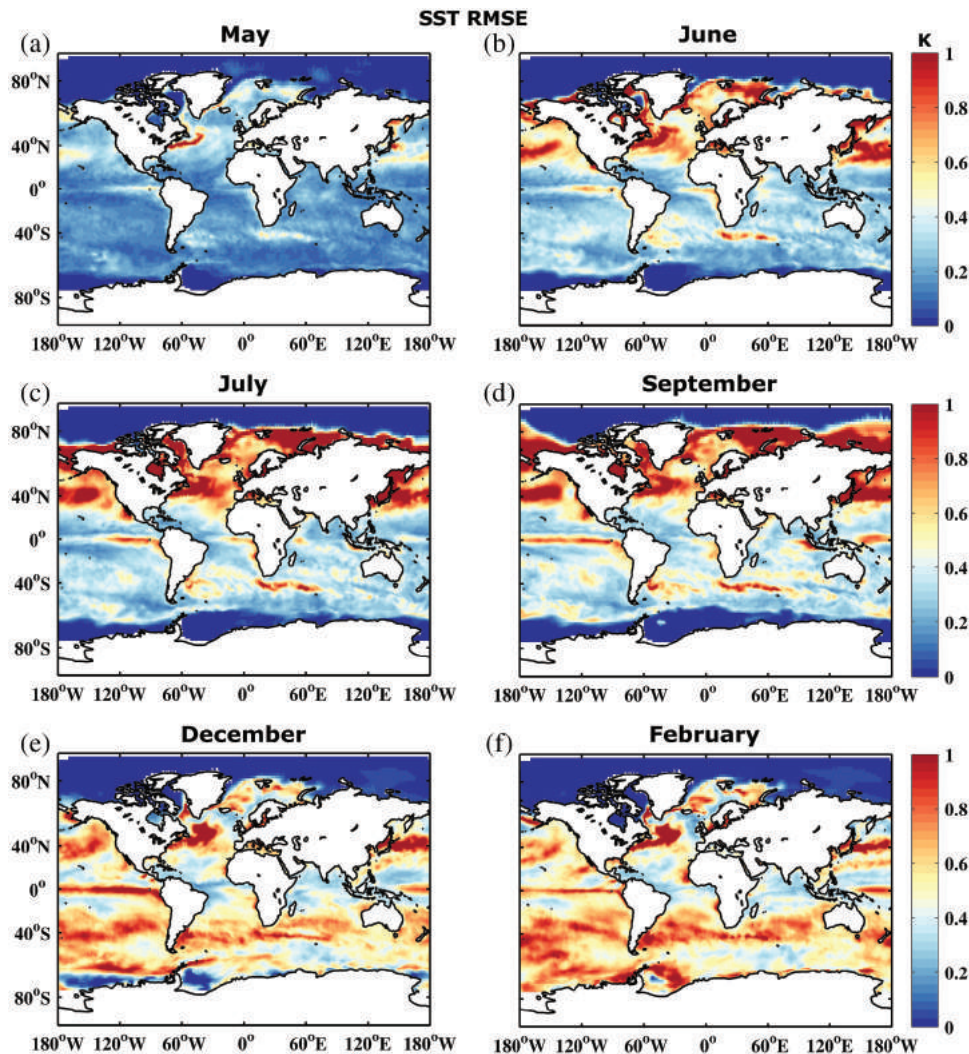 SST RMSE
(a) May (b) June K
80°N
40°N
0°
40°S
80°S
180°W 120°W 60°W 0° 60°E 120°E 180°W
180°W 120°W 60°W 0° 60°E 120°E 180°W
1
0.8
0.6
0.4
0.2
0
(c) July (d) September
80°N
40°N
0°
40°S
80°S
180°W 120°W 60°W 0° 60°E 120°E 180°W
180°W 120°W 60°W 0° 60°E 120°E 180°W
1
0.8
0.6
0.4
0.2
0
(e) December (f) February
80°N
40°N
0°
40°S
80°S
180°W 120°W 60°W 0° 60°E 120°E 180°W
180°W 120°W 60°W 0° 60°E 120°E 180°W
1
0.8
0.6
0.4
0.2
0